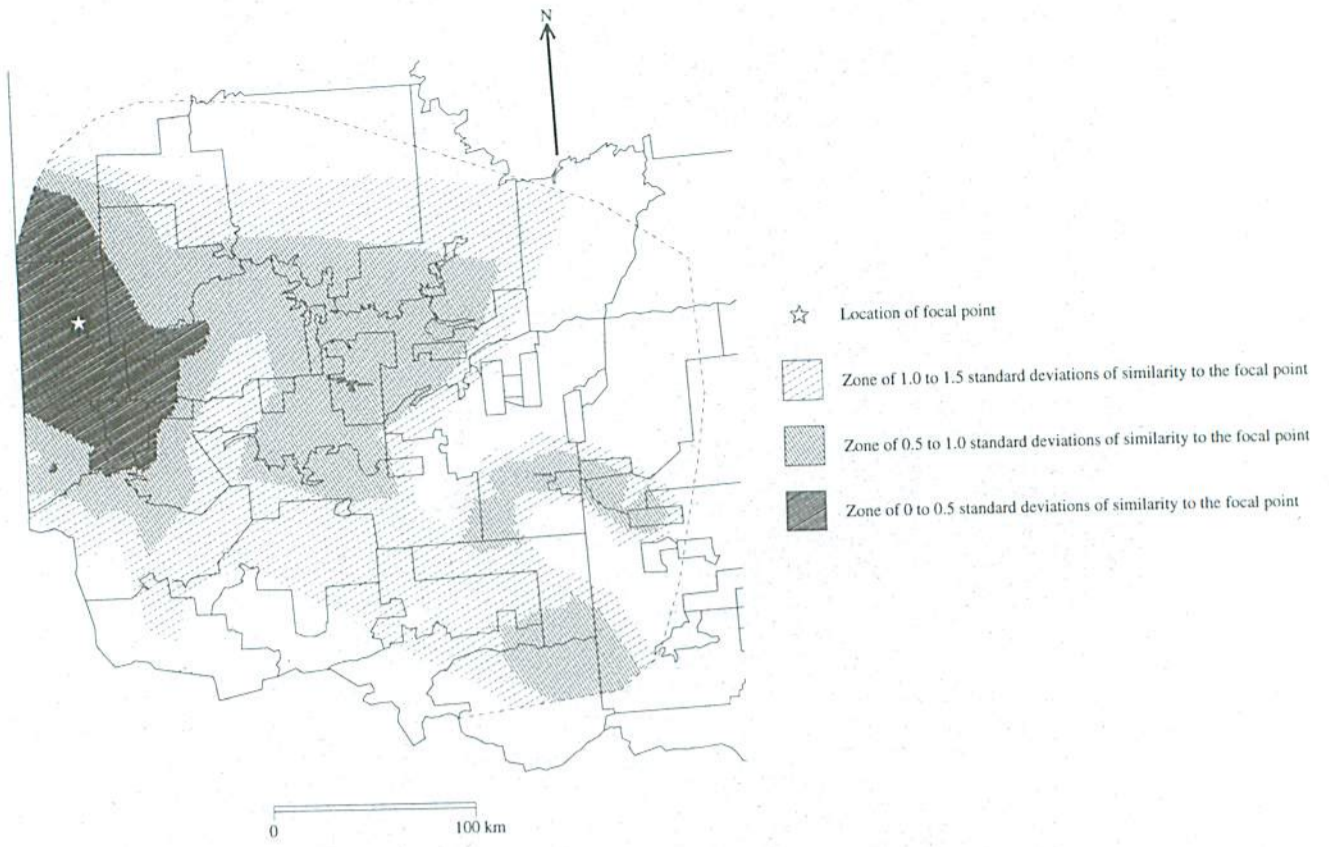 N
Location of focal point
Zone of 1.0 to 1.5 standard deviations of similarity to the focal point
Zone of 0.5 to 1.0 standard deviations of similarity to the focal point
Zone of 0 to 0.5 standard deviations of similarity to the focal point
0
100 km